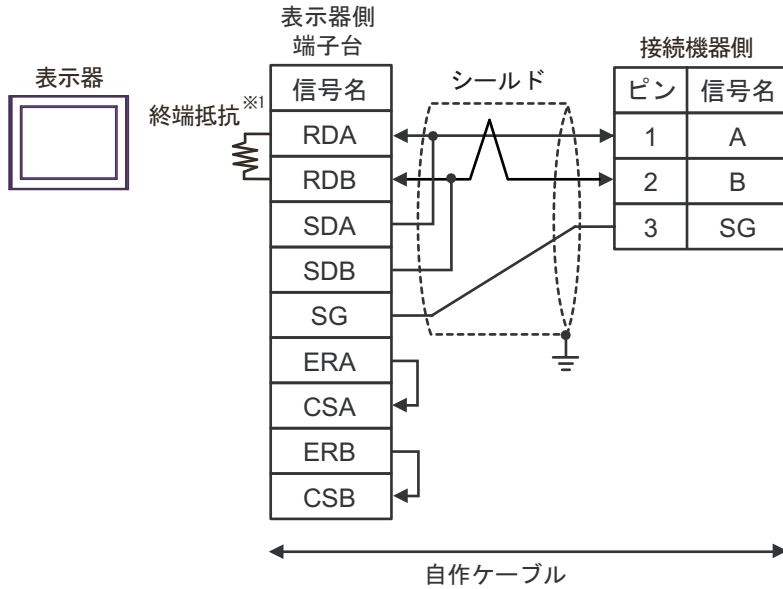 表示器側
端子台
接続機器側
表示器
シールド
終端抵抗※1
信号名
ピン 信号名
RDA
1 A
RDB
2 B
SDA
3 SG
SDB
SG
ERA
CSA
ERB
CSB
自作ケーブル